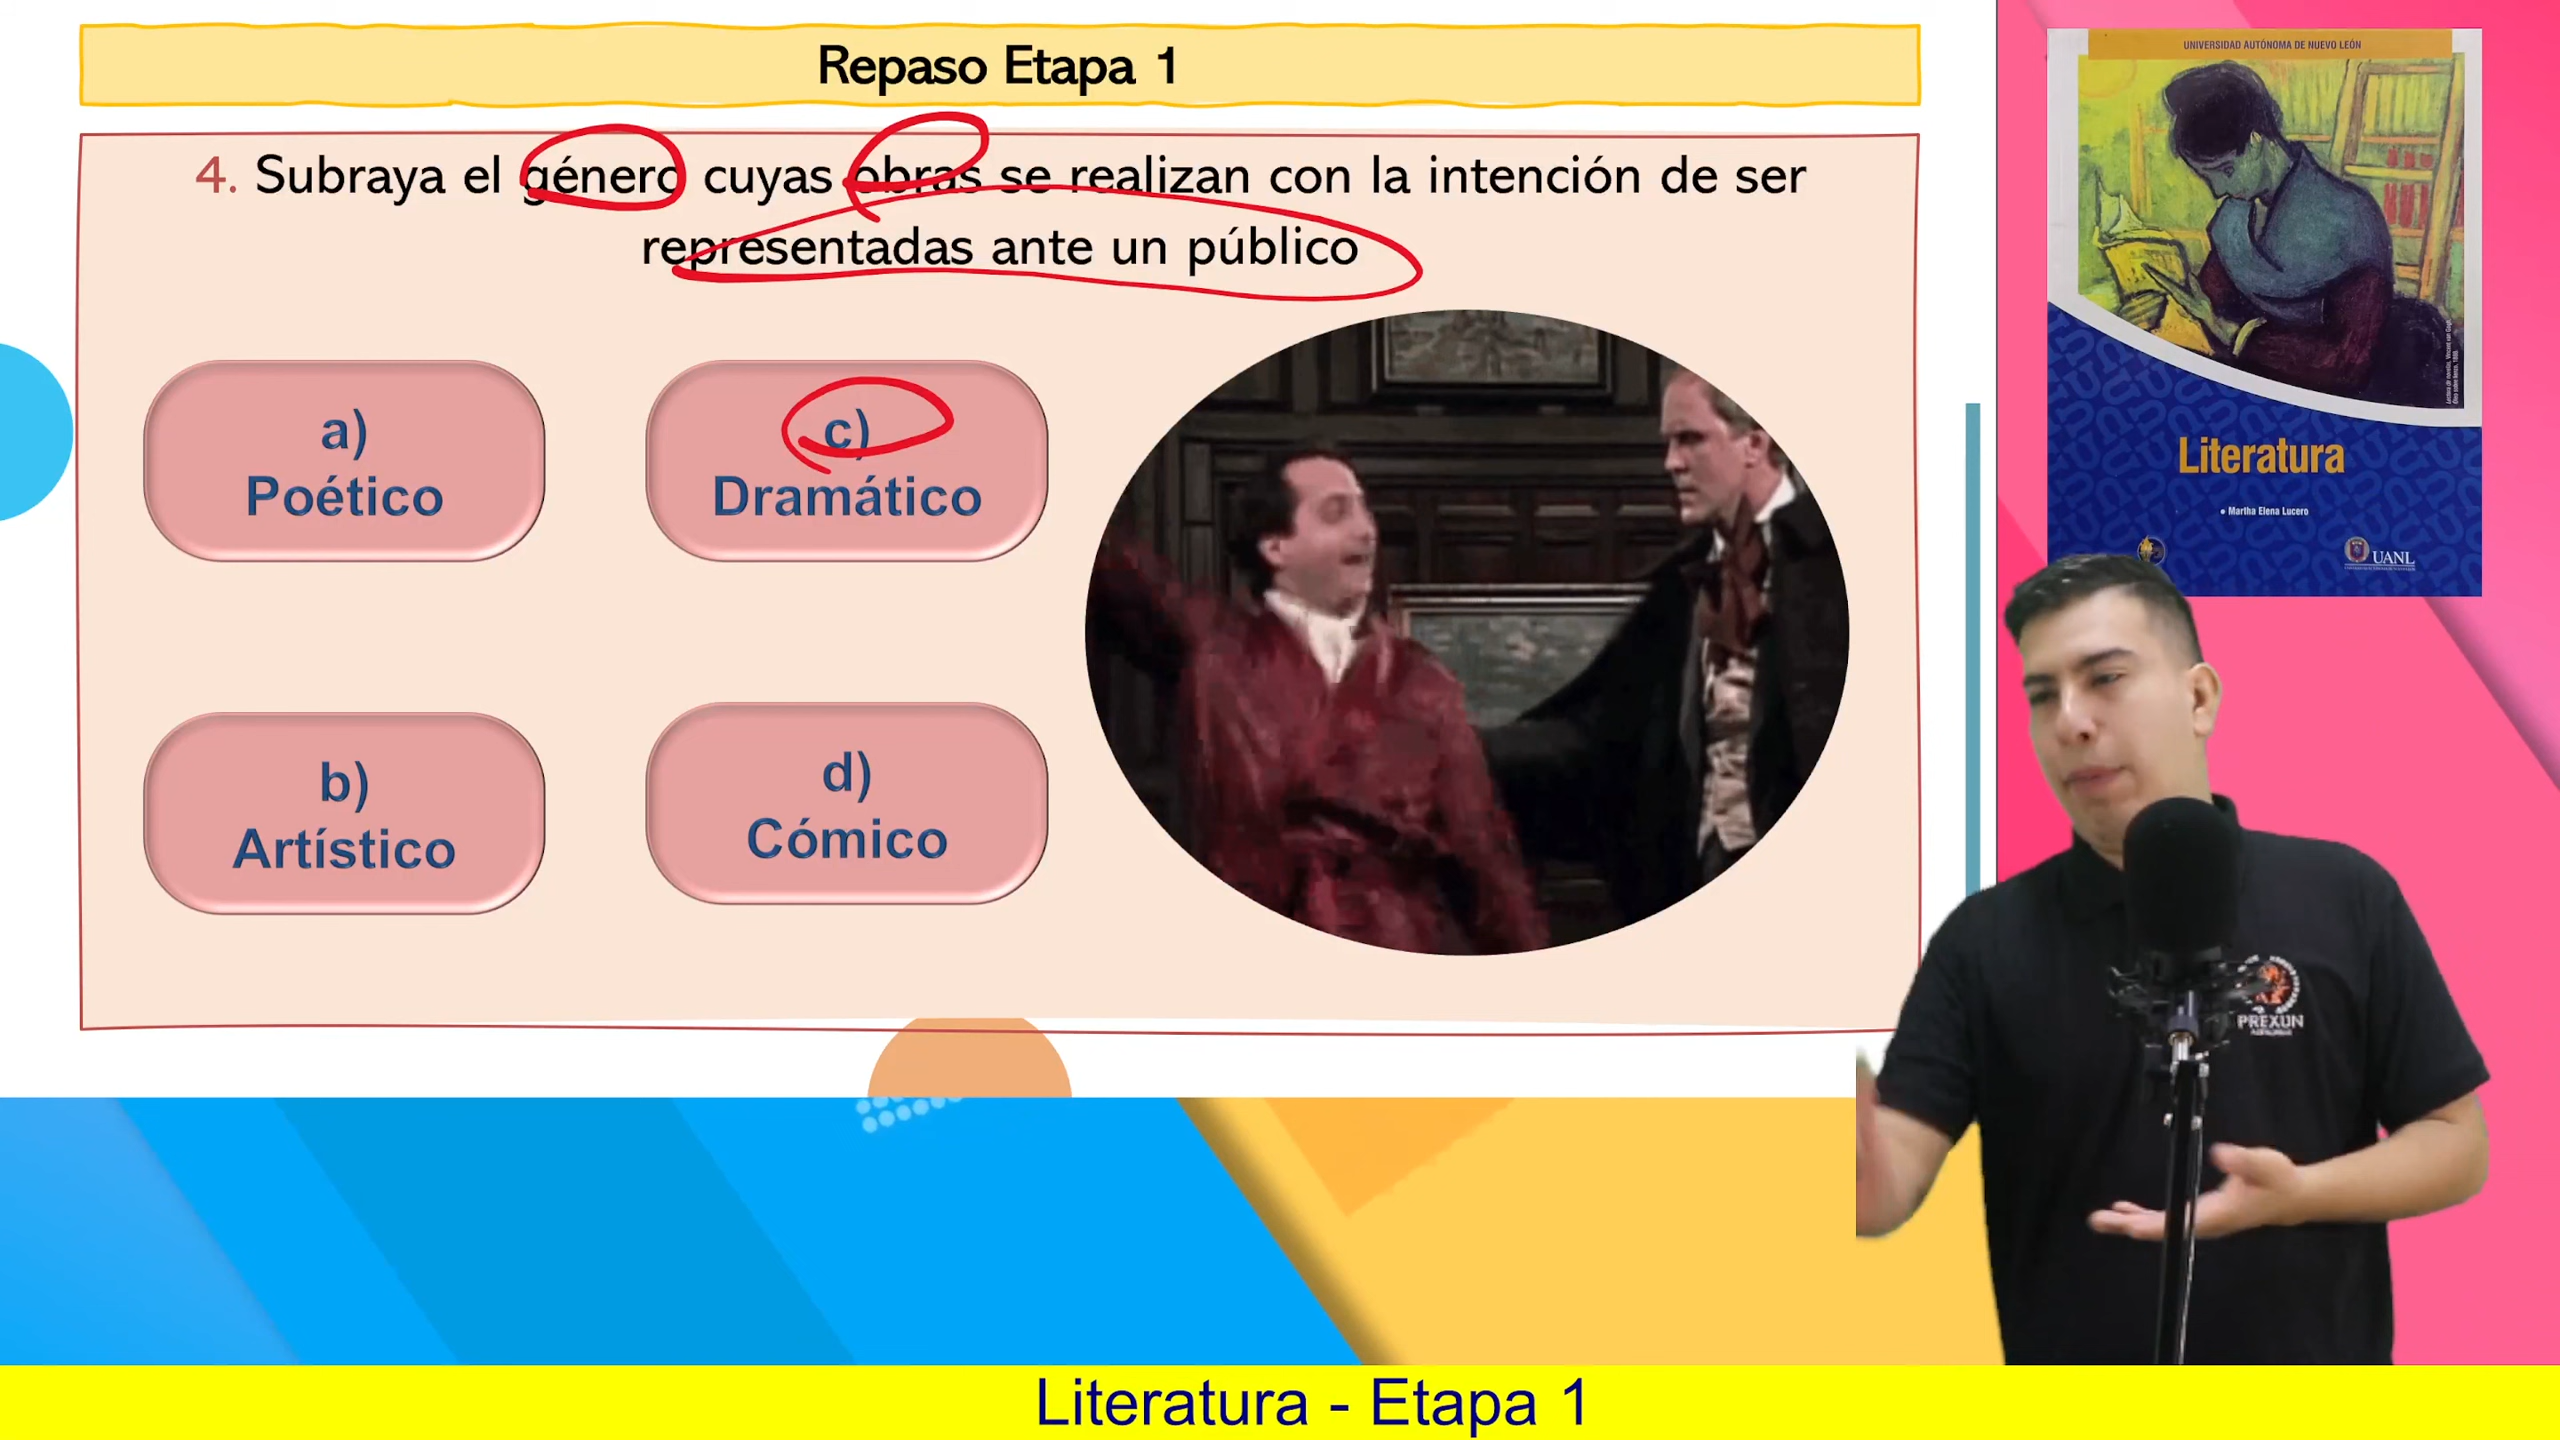 Repaso Etapa 1
4. Subraya el género cuyas obras se realizan con la intención de ser
representadas ante un público
a)
Poético
c)
Dramático
b)
Artístico
d)
Cómico
UNIVERSIDAD AUTÓNOMA DE NUEVO LEÓN
Literatura
• Martha Elena Lucero
UANL
PREXUN
Literatura - Etapa 1